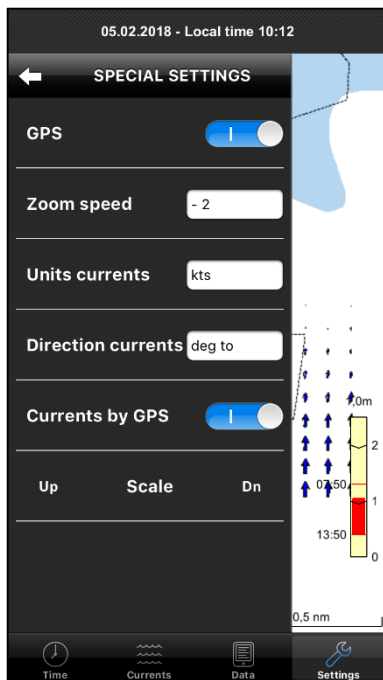 05.02.2018 - Local time 10:12
SPECIAL SETTINGS
GPS
Zoom speed - 2
Units currents kts
Direction currents deg to
Currents by GPS
Up Scale Dn
,0m
2
07:50
1
13:50
0
0,5 nm
Time Currents Data Settings